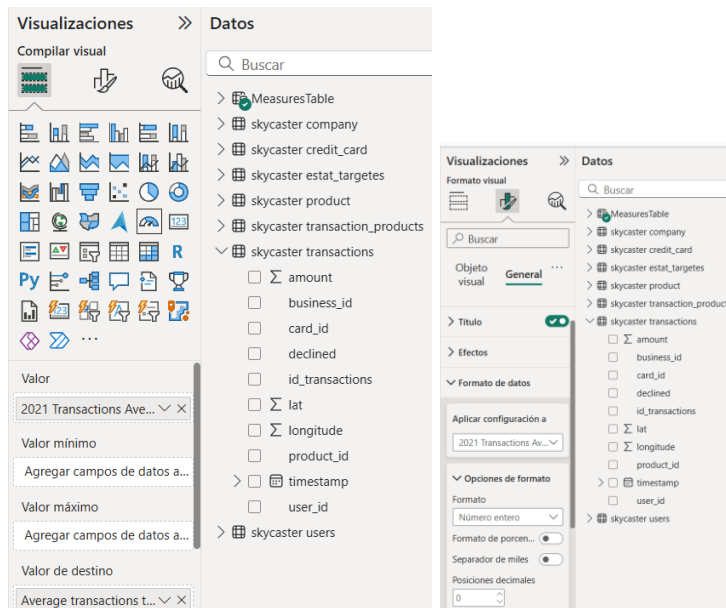 Visualizaciones
Compilar visual
123
R
Py
123
Valor
2021 Transactions Ave...
Valor mínimo
Agregar campos de datos a...
Valor máximo
Agregar campos de datos a...
Valor de destino
Average transactions t...
Datos
Buscar
MeasuresTable
skycaster company
skycaster credit_card
skycaster estat_targetes
skycaster product
skycaster transaction_products
skycaster transactions
amount
business_id
card_id
declined
id_transactions
lat
longitude
product_id
timestamp
user_id
skycaster users
Visualizaciones
Formato visual
Buscar
Objeto
visual
General
Título
Efectos
Formato de datos
Aplicar configuración a
2021 Transactions Av...
Opciones de formato
Formato
Número entero
Formato de porcen...
Separador de miles
Posiciones decimales
0
Datos
Buscar
MeasuresTable
skycaster company
skycaster credit_card
skycaster estat_targetes
skycaster product
skycaster transaction_product
skycaster transactions
amount
business_id
card_id
declined
id_transactions
lat
longitude
product_id
timestamp
user_id
skycaster users